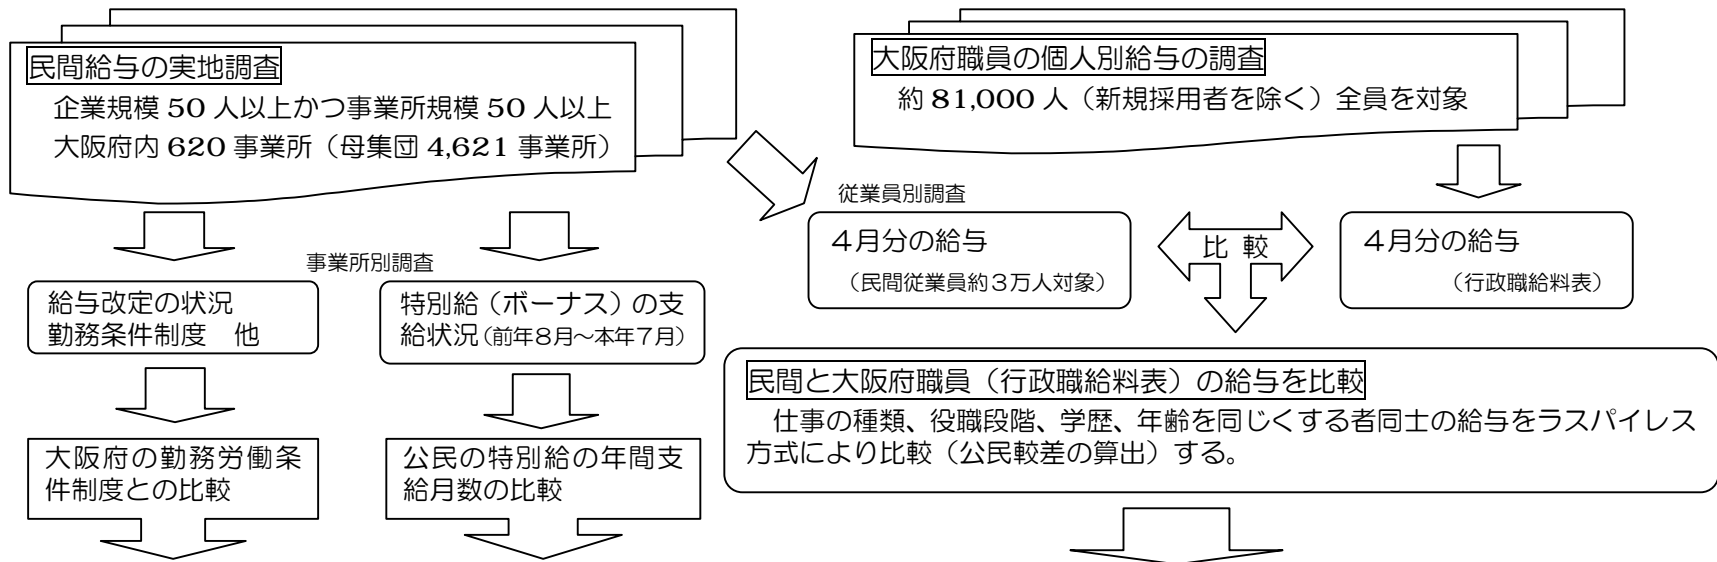 民間給与の実地調査
企業規模 50 人以上かつ事業所規模 50 人以上
大阪府内 620 事業所（母集団 4,621 事業所）
大阪府職員の個人別給与の調査
約 81,000 人（新規採用者を除く）全員を対象
従業員別調査
４月分の給与
（民間従業員約３万人対象）
比 較
４月分の給与
（行政職給料表）
事業所別調査
給与改定の状況
勤務条件制度　他
特別給（ボーナス）の支
給状況（前年８月～本年７月）
民間と大阪府職員（行政職給料表）の給与を比較
仕事の種類、役職段階、学歴、年齢を同じくする者同士の給与をラスパイレス
方式により比較（公民較差の算出）する。
大阪府の勤務労働条
件制度との比較
公民の特別給の年間支
給月数の比較